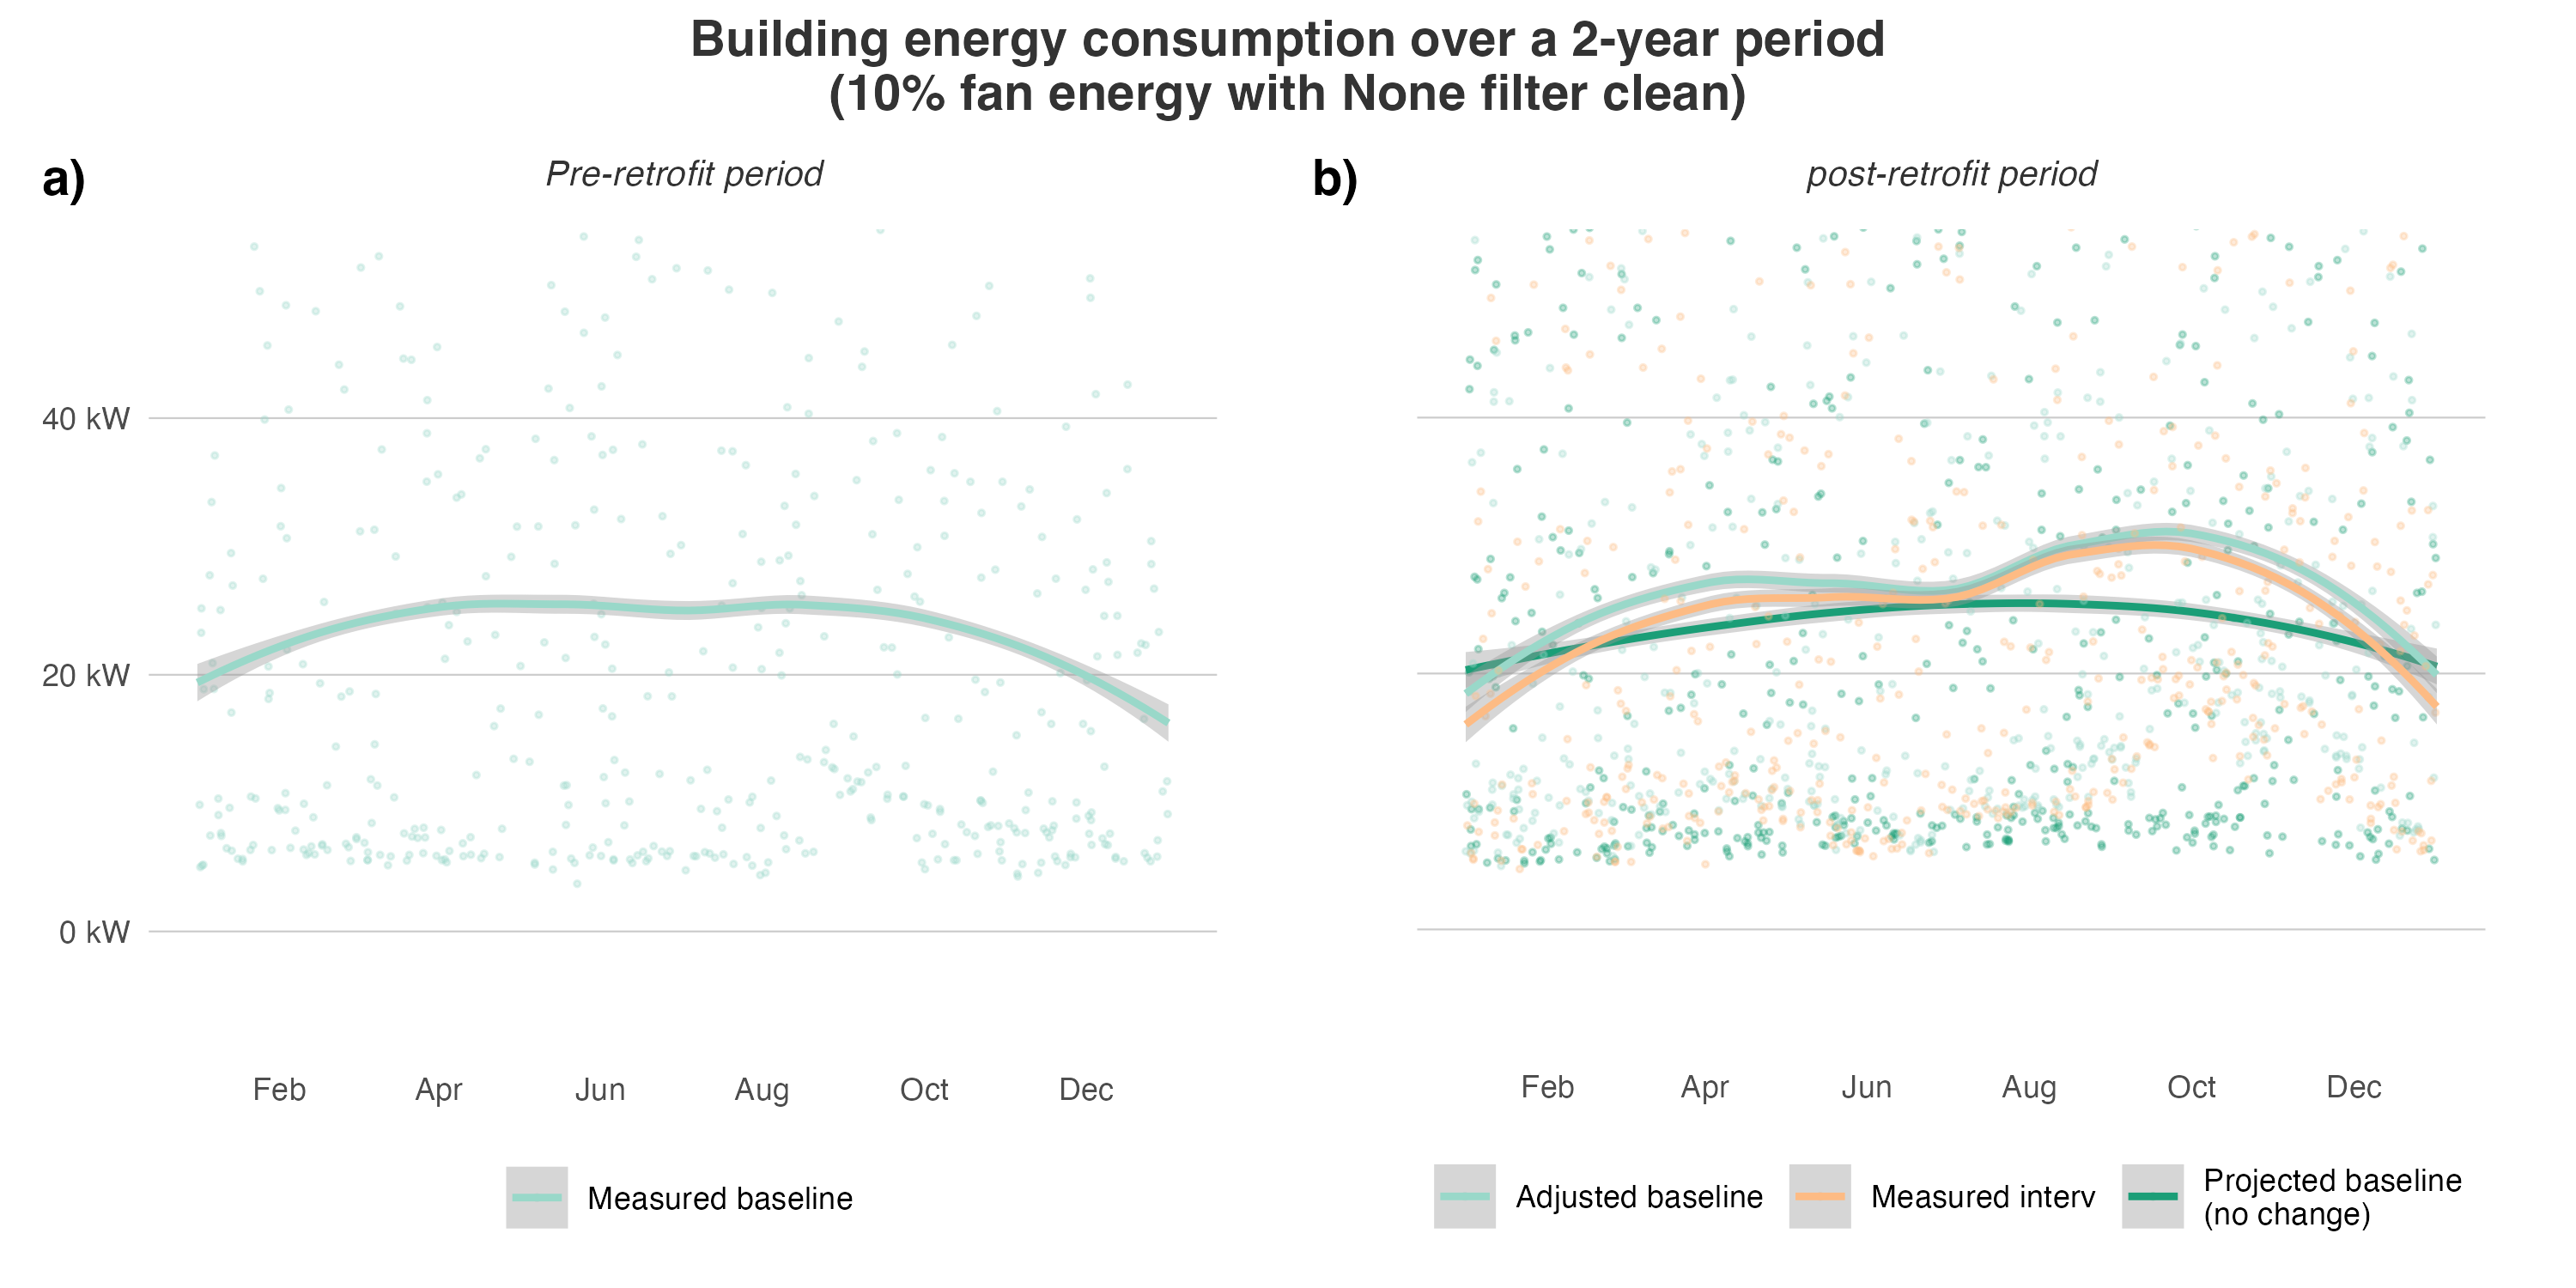 Building energy consumption over a 2-year period
(10% fan energy with None filter clean)
a)
Pre-retrofit period
40 kW
20 kW
0 kW
Feb Apr Jun Aug Oct Dec
Measured baseline
b)
post-retrofit period
Feb Apr Jun Aug Oct Dec
Adjusted baseline
Measured interv
Projected baseline
(no change)